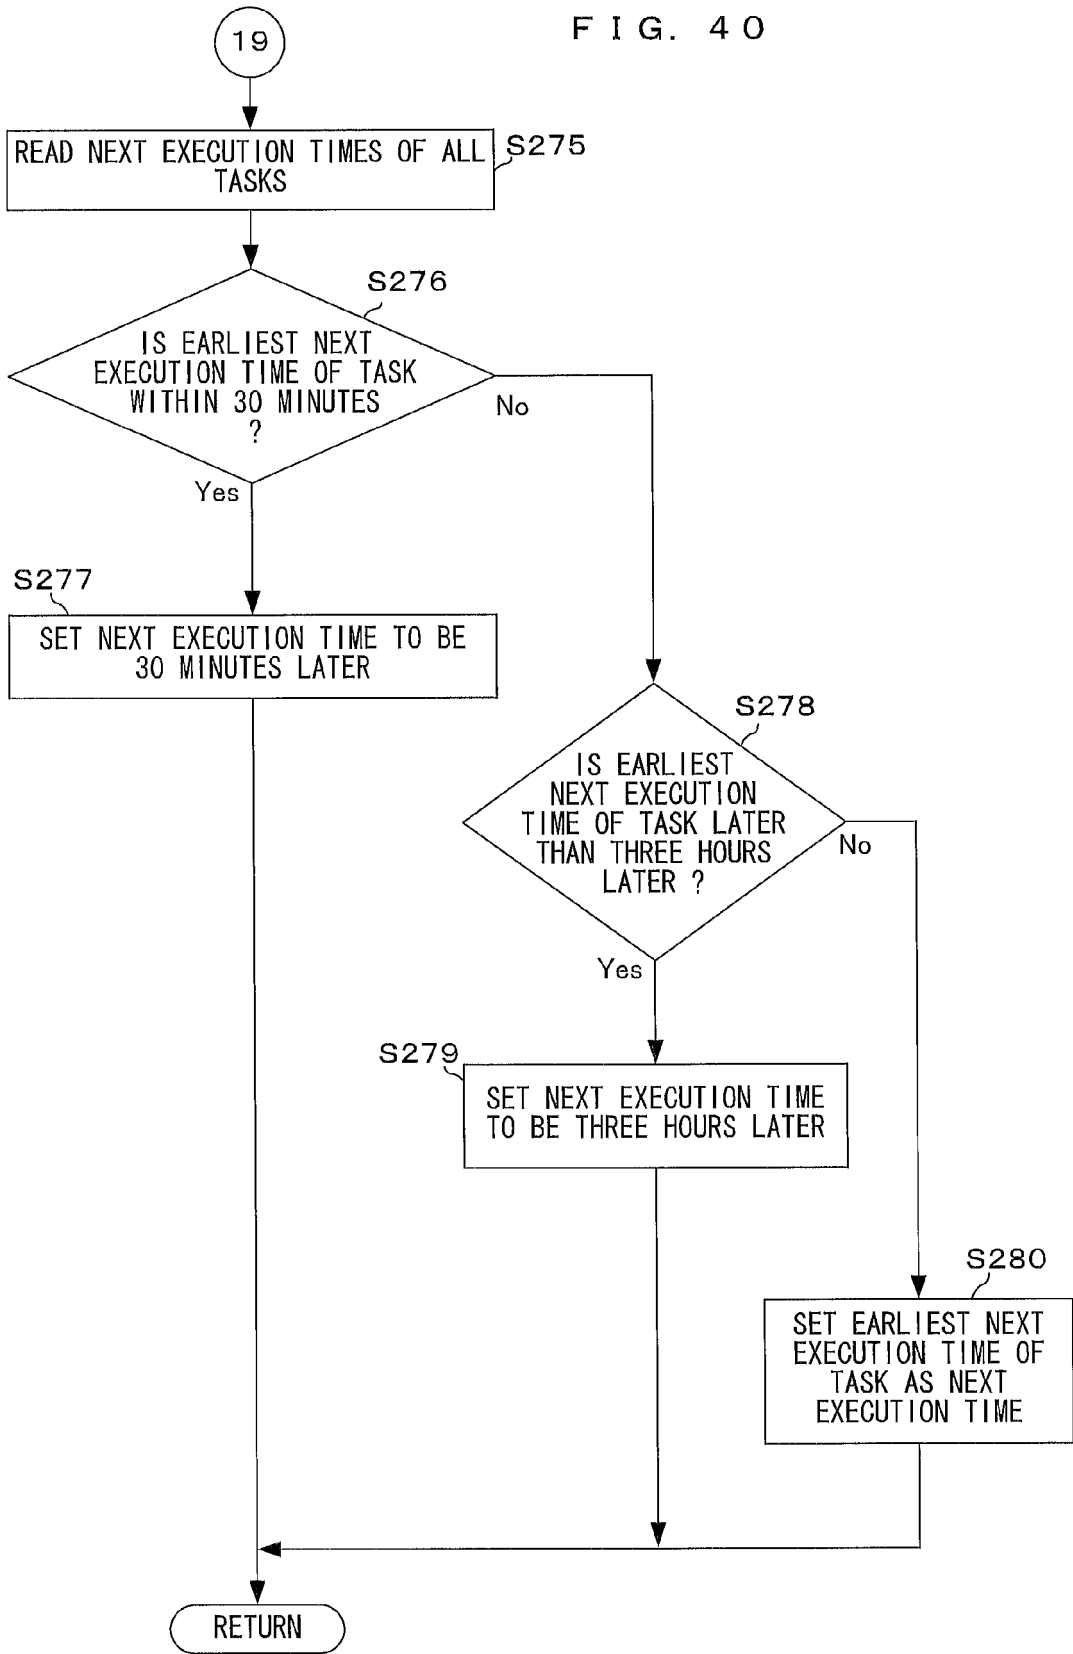 FIG. 40
19
READ NEXT EXECUTION TIMES OF ALL
TASKS
S275
S276
IS EARLIEST NEXT
EXECUTION TIME OF TASK
WITHIN 30 MINUTES
?
No
Yes
S277
SET NEXT EXECUTION TIME TO BE
30 MINUTES LATER
S278
IS EARLIEST
NEXT EXECUTION
TIME OF TASK LATER
THAN THREE HOURS
LATER ?
No
Yes
S279
SET NEXT EXECUTION TIME
TO BE THREE HOURS LATER
S280
SET EARLIEST NEXT
EXECUTION TIME OF
TASK AS NEXT
EXECUTION TIME
RETURN